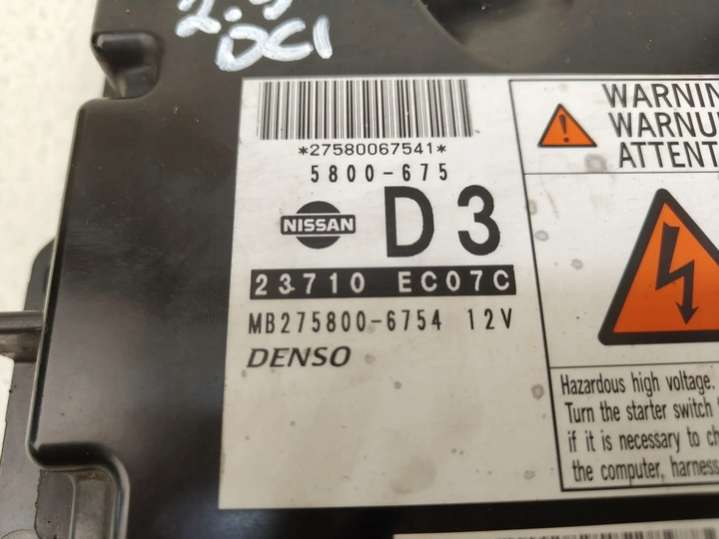 DCI
*27580067541*
5800-675
NISSAN
D3
23710 EC07C
MB275800-6754 12V
DENSO
WARNIN
WARNU
ATTENT
Hazardous high voltage.
Turn the starter switch
if it is necessary to ch
the computer, harness